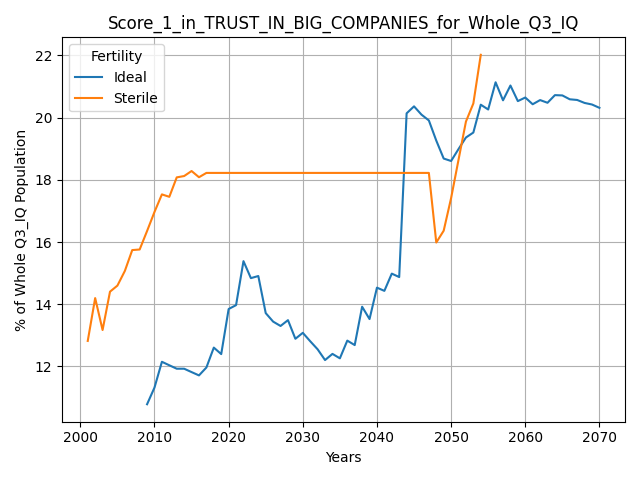 Score_1_in_TRUST_IN_BIG_COMPANIES_for_Whole_Q3_IQ
Fertility
Ideal
Sterile
% of Whole Q3_IQ Population
22
20
18
16
14
12
2000 2010 2020 2030 2040 2050 2060 2070
Years